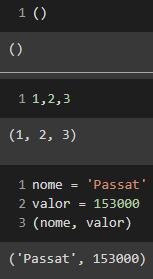 1 ()
()
1 1,2,3
(1, 2, 3)
1 nome = 'Passat'
2 valor = 153000
3 (nome, valor)
('Passat', 153000)